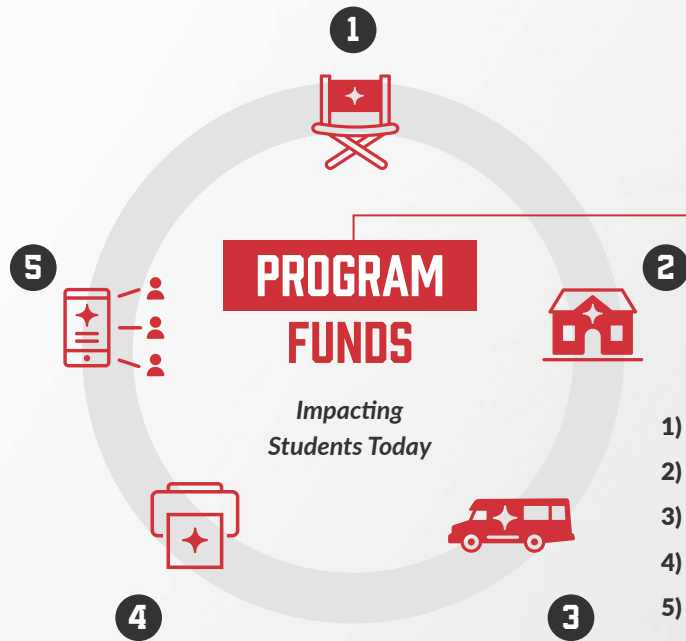 1
5
PROGRAM
2
FUNDS
Impacting
Students Today
1)
2)
3)
4)
5)
4
3